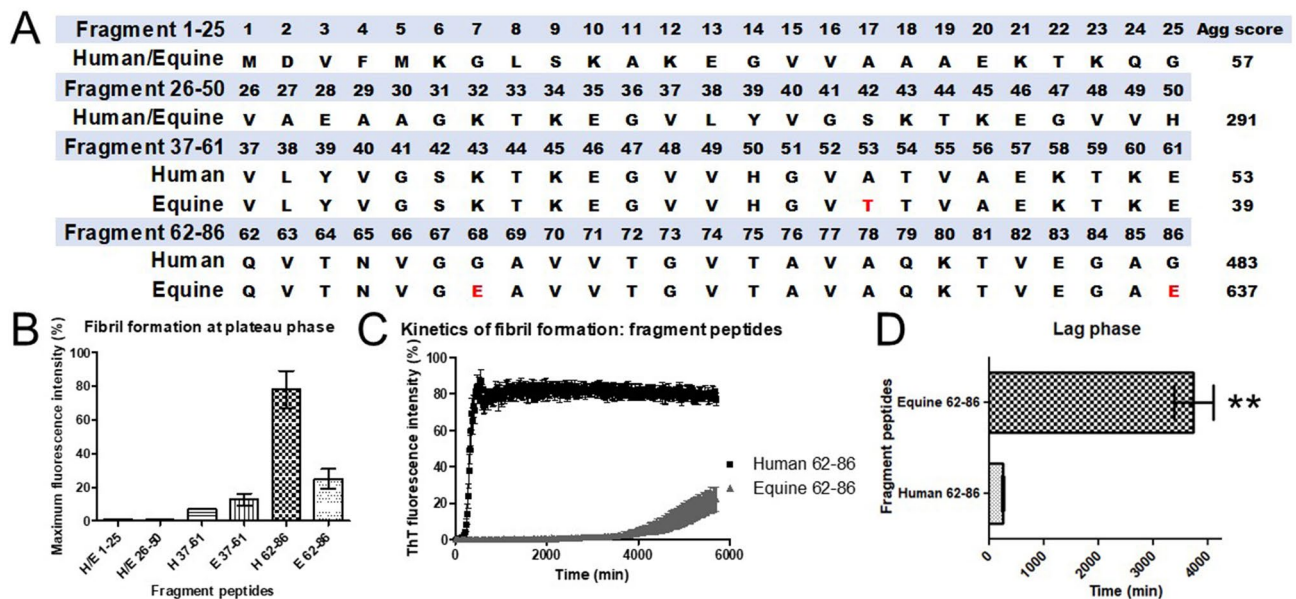 A
Fragment 1-25 1 2 3 4 5 6 7 8 9 10 11 12 13 14 15 16 17 18 19 20 21 22 23 24 25 Agg score
Human/Equine M D V F M K G L S K A K E G V V A A A E K T K Q G 57
Fragment 26-50 26 27 28 29 30 31 32 33 34 35 36 37 38 39 40 41 42 43 44 45 46 47 48 49 50
Human/Equine V A E A A G K T K E G V L Y V G S K T K E G V V H 291
Fragment 37-61 37 38 39 40 41 42 43 44 45 46 47 48 49 50 51 52 53 54 55 56 57 58 59 60 61
Human V L Y V G S K T K E G V V H G V A T V A E K T K E 53
Equine V L Y V G S K T K E G V V H G V T T V A E K T K E 39
Fragment 62-86 62 63 64 65 66 67 68 69 70 71 72 73 74 75 76 77 78 79 80 81 82 83 84 85 86
Human Q V T N V G G A V V T G V T A V A Q K T V E G A G 483
Equine Q V T N V G E A V V T G V T A V A Q K T V E G A E 637
B
Fibril formation at plateau phase
Maximum fluorescence intensity (%)
100
80
60
40
20
0
H/E 1-25
H/E 26-50
H 37-61
E 37-61
H 62-86
E 62-86
Fragment peptides
C
Kinetics of fibril formation: fragment peptides
ThT fluorescence intensity (%)
100
80
60
40
20
0
0 2000 4000 6000
Time (min)
Human 62-86
Equine 62-86
D
Lag phase
Fragment peptides
Equine 62-86
**
Human 62-86
0 1000 2000 3000 4000
Time (min)